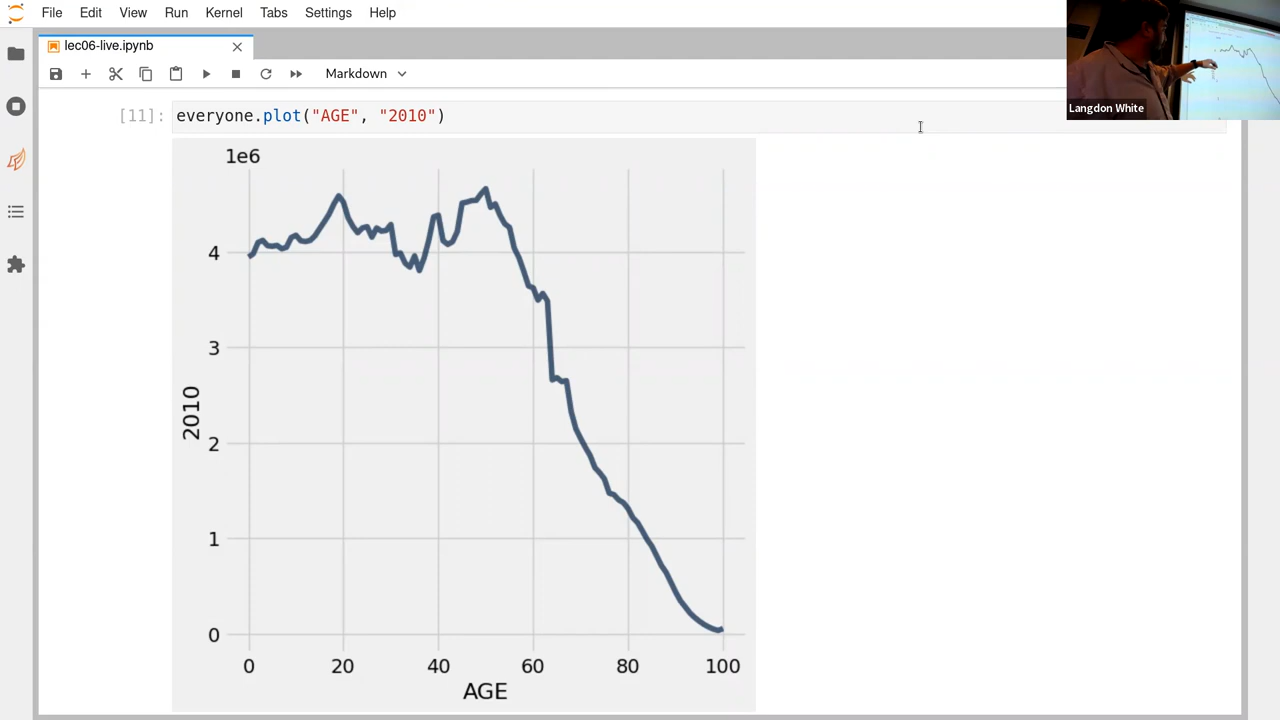 File Edit View Run Kernel Tabs Settings Help
lec06-live.ipynb
Markdown
Langdon White
[11]: everyone.plot("AGE", "2010")
1e6
4
3
2
1
0
2010
0 20 40 60 80 100
AGE